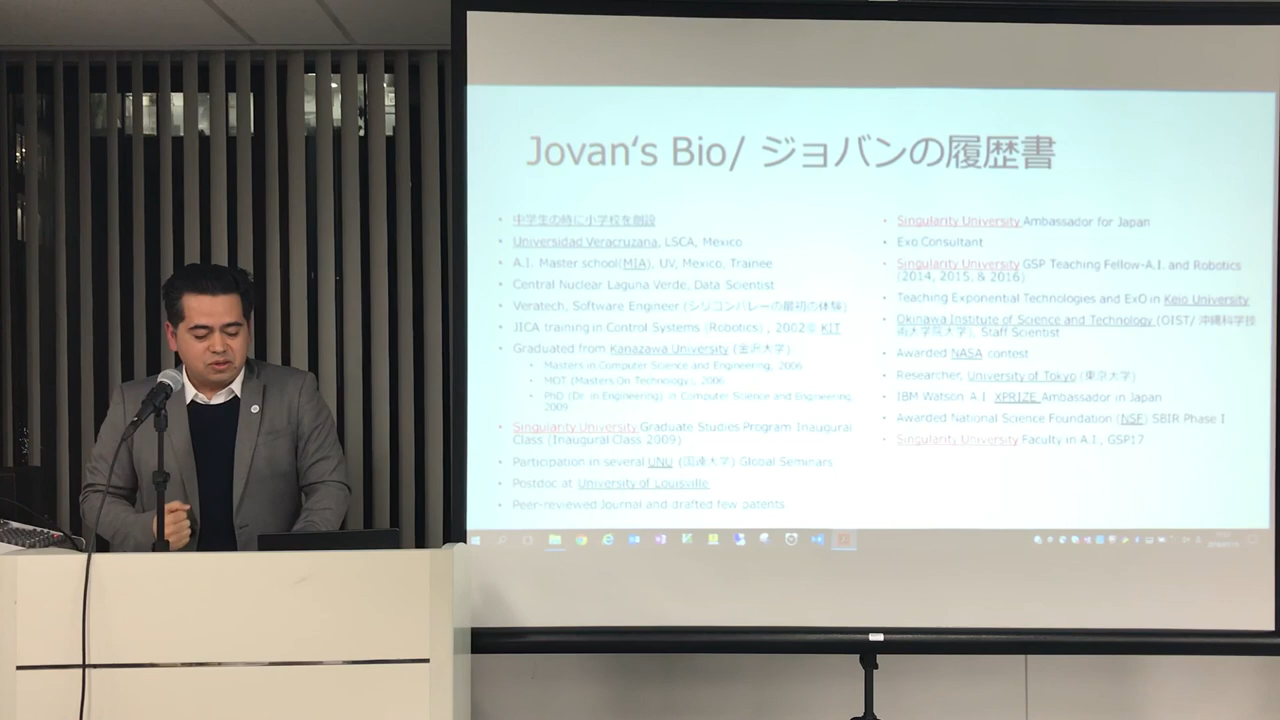 Jovan's Bio/ ジョバンの履歴書
• 中学生の時に小学校を創設
• Universidad Veracruzana, LSCA, Mexico
• A.I. Master school(MIA), UV, Mexico, Trainee
• Central Nuclear Laguna Verde, Data Scientist
• Veratech, Software Engineer (シリコンバレーの最初の体験)
• JICA training in Control Systems (Robotics) , 2002@ KIT
• Graduated from Kanazawa University (金沢大学)
• Masters in Computer Science and Engineering, 2006
• MOT (Masters On Technology), 2006
• PhD (Dr. in Engineering) in Computer Science and Engineering,
2009
• Singularity University Graduate Studies Program Inaugural
Class (Inaugural Class 2009)
• Participation in several UNU (国連大学) Global Seminars
• Postdoc at University of Louisville
• Peer-reviewed Journal and drafted few patents
• Singularity University Ambassador for Japan
• Exo Consultant
• Singularity University GSP Teaching Fellow-A.I. and Robotics
(2014, 2015, & 2016)
• Teaching Exponential Technologies and ExO in Keio University
• Okinawa Institute of Science and Technology (OIST/ 沖縄科学技
術大学院大学), Staff Scientist
• Awarded NASA contest
• Researcher, University of Tokyo (東京大学)
• IBM Watson A.I. XPRIZE Ambassador in Japan
• Awarded National Science Foundation (NSF) SBIR Phase I
• Singularity University Faculty in A.I., GSP17